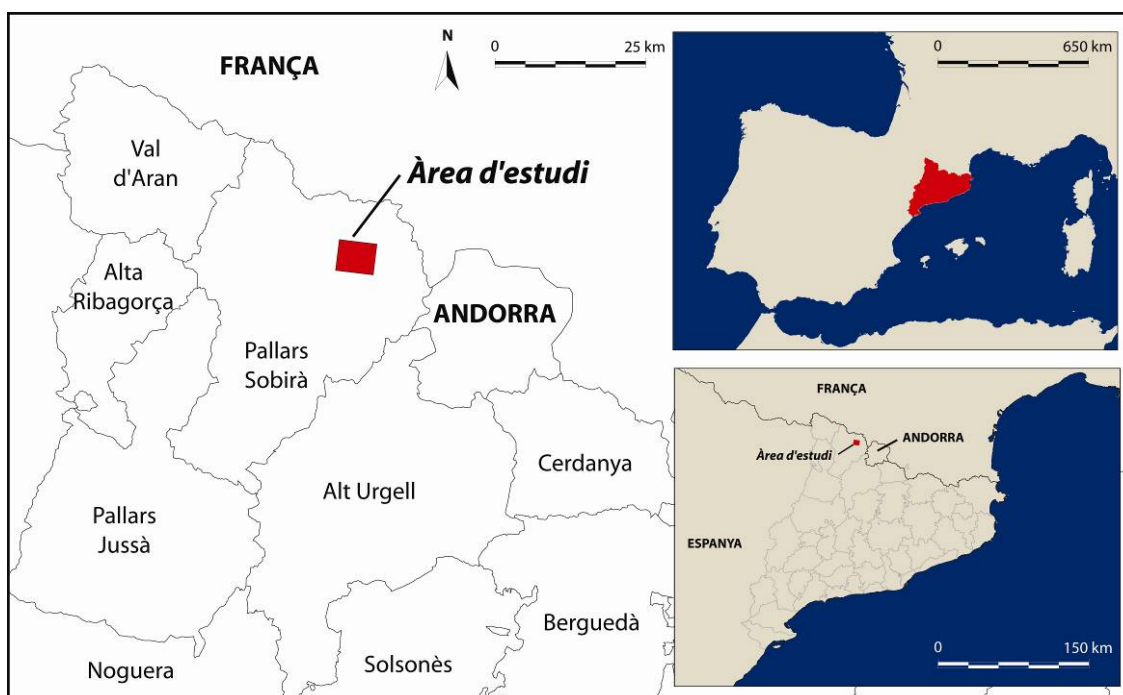 FRANÇA
N
0 25 km
Val
d'Aran
Àrea d'estudi
Alta
Ribagorça
ANDORRA
Pallars
Sobirà
Cerdanya
Alt Urgell
Pallars
Jussà
Berguedà
Noguera
Solsonès
0 650 km
FRANÇA
ANDORRA
Àrea d'estudi
ESPANYA
0 150 km